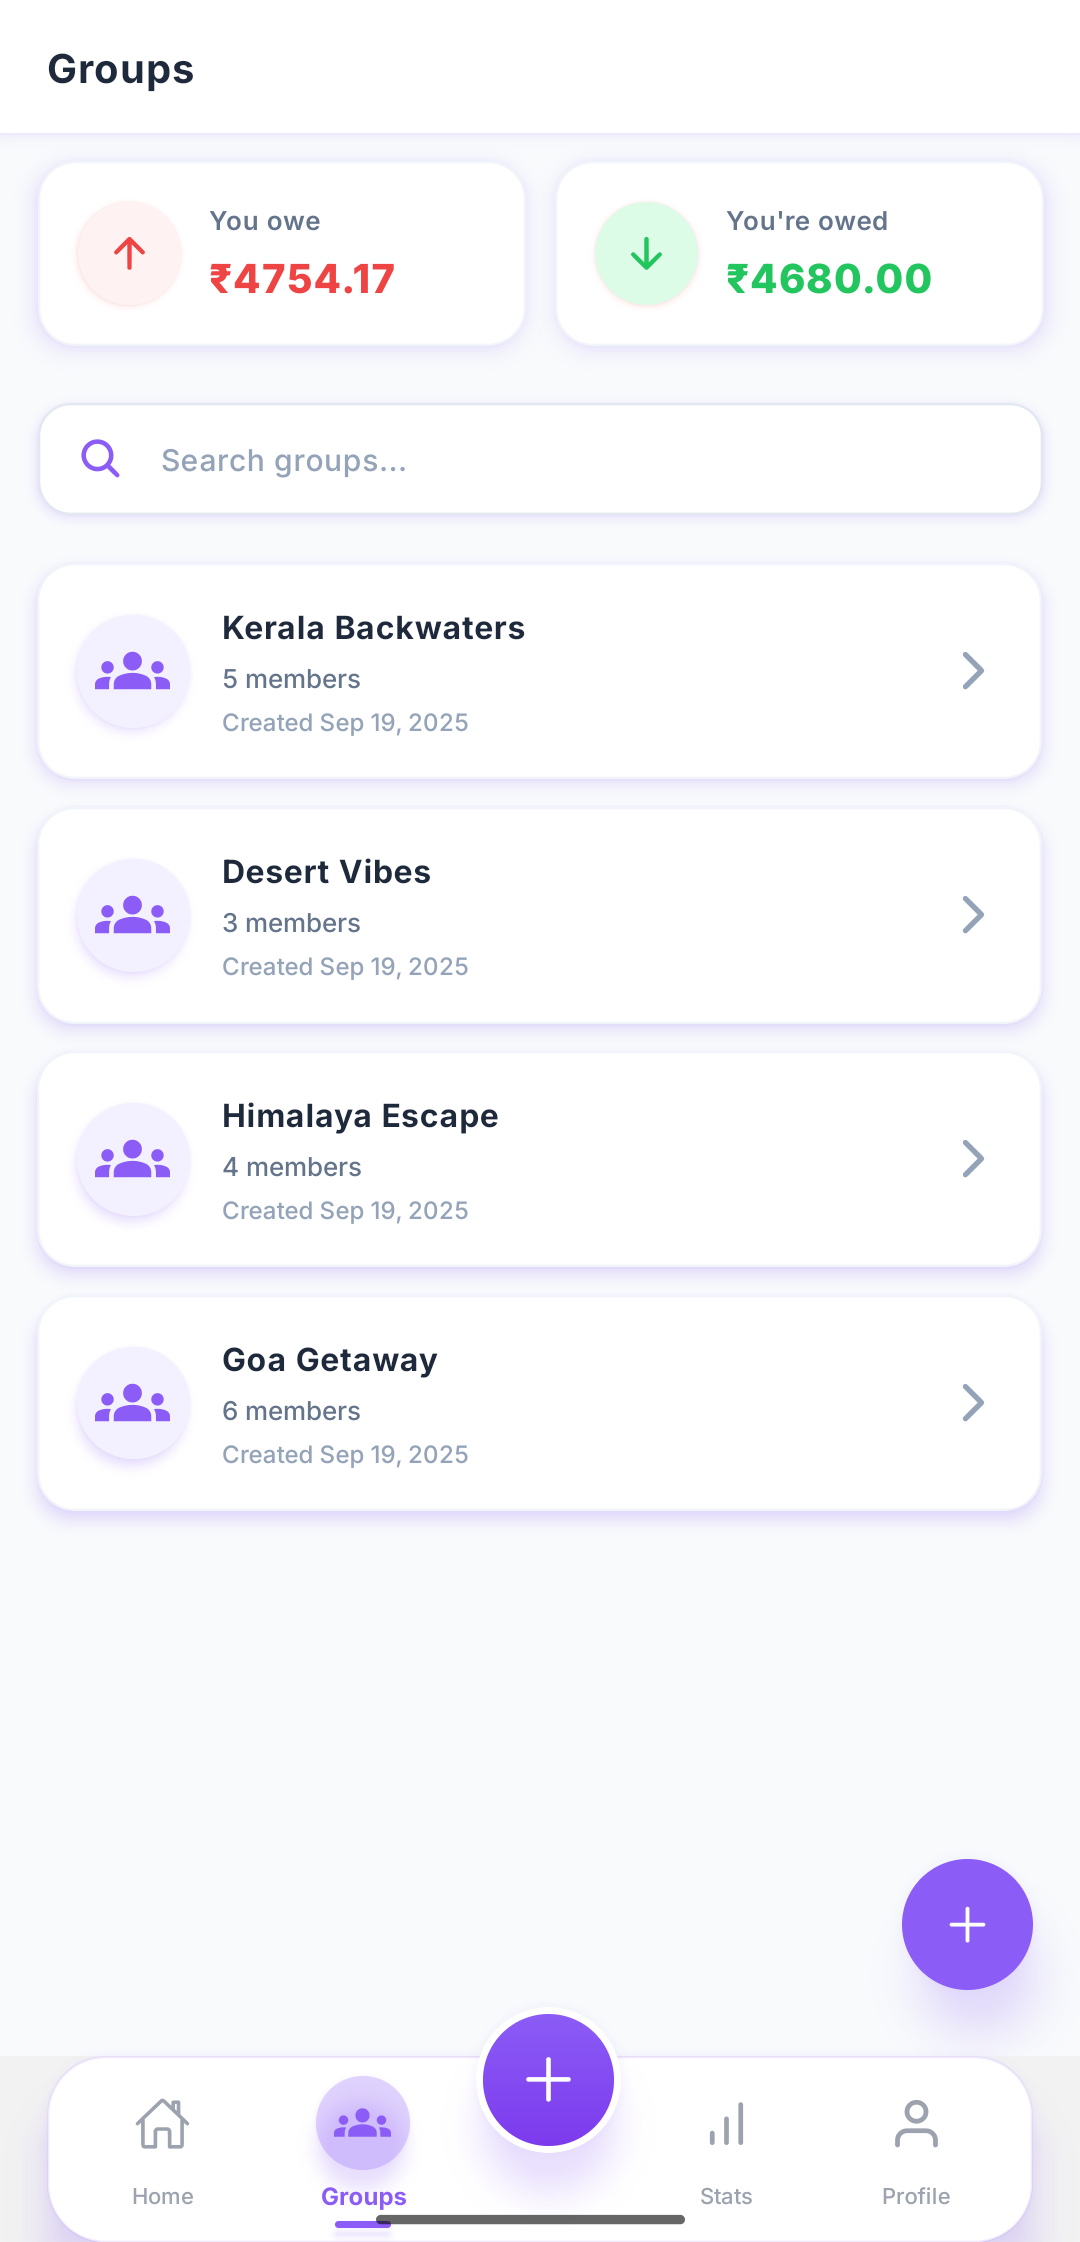 Groups
You owe
₹4754.17
You're owed
₹4680.00
Search groups...
Kerala Backwaters
5 members
Created Sep 19, 2025
Desert Vibes
3 members
Created Sep 19, 2025
Himalaya Escape
4 members
Created Sep 19, 2025
Goa Getaway
6 members
Created Sep 19, 2025
Home
Groups
Stats
Profile